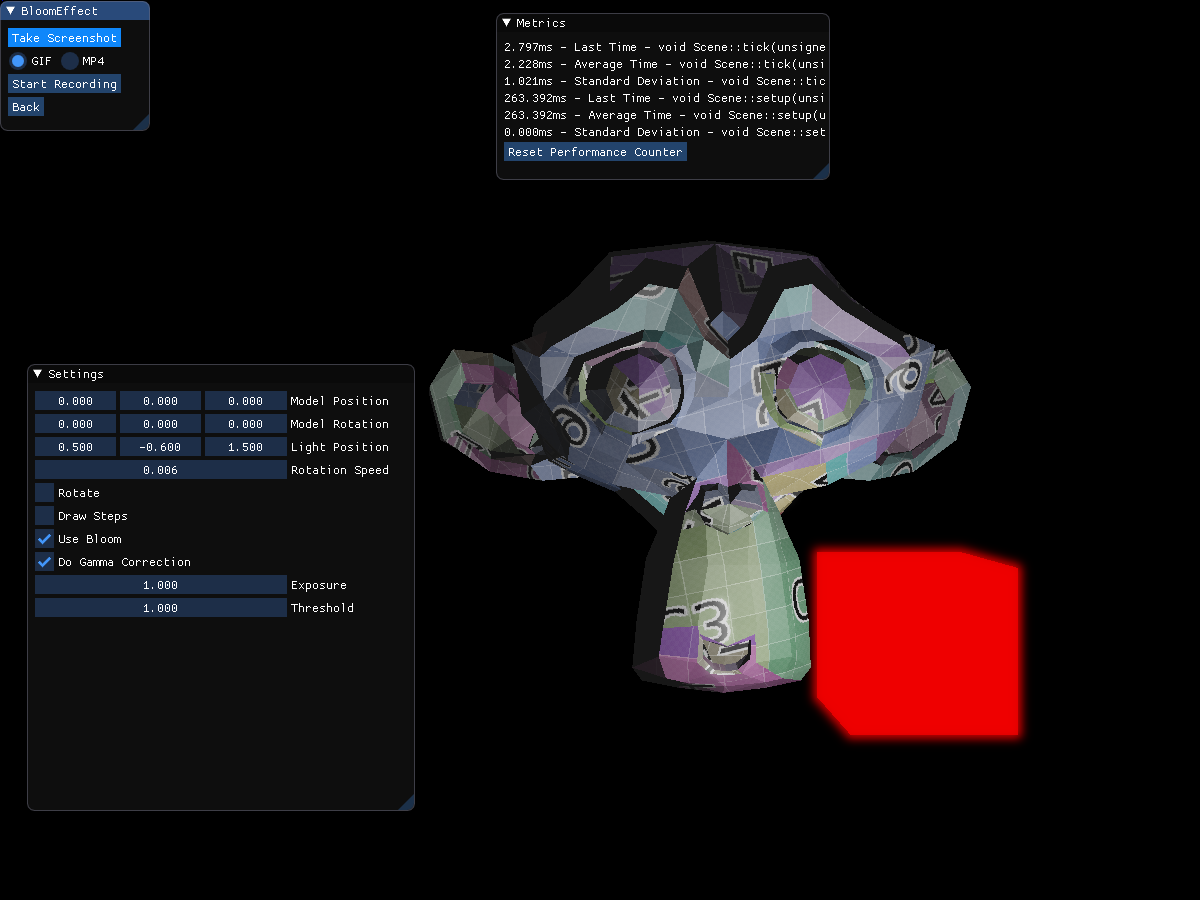 BloomEffect
Take Screenshot
GIF MP4
Start Recording
Back
Metrics
2.797ms - Last Time - void Scene::tick(unsigne
2.228ms - Average Time - void Scene::tick(unsi
1.021ms - Standard Deviation - void Scene::tic
263.392ms - Last Time - void Scene::setup(unsi
263.392ms - Average Time - void Scene::setup(u
0.000ms - Standard Deviation - void Scene::set
Reset Performance Counter
Settings
0.000 0.000 0.000 Model Position
0.000 0.000 0.000 Model Rotation
0.500 -0.600 1.500 Light Position
0.006 Rotation Speed
Rotate
Draw Steps
Use Bloom
Do Gamma Correction
1.000 Exposure
1.000 Threshold
3